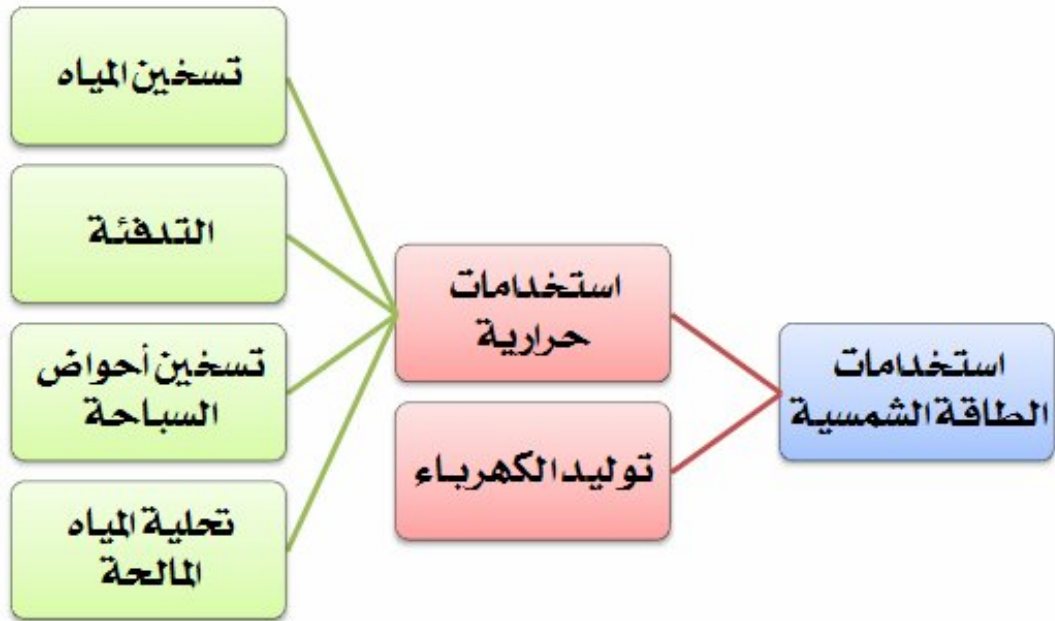 استخدامات
الطاقة الشمسية
استخدامات
حرارية
توليد الكهرباء
تسخين المياه
التدفئة
تسخين أحواض
السباحة
تحلية المياه
المالحة